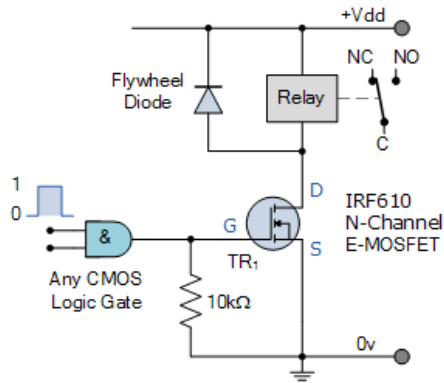 +Vdd
NC
NO
Flywheel
Diode
Relay
C
D
IRF610
N-Channel
E-MOSFET
1
0
G
&
S
TR₁
Any CMOS
Logic Gate
10kΩ
0v